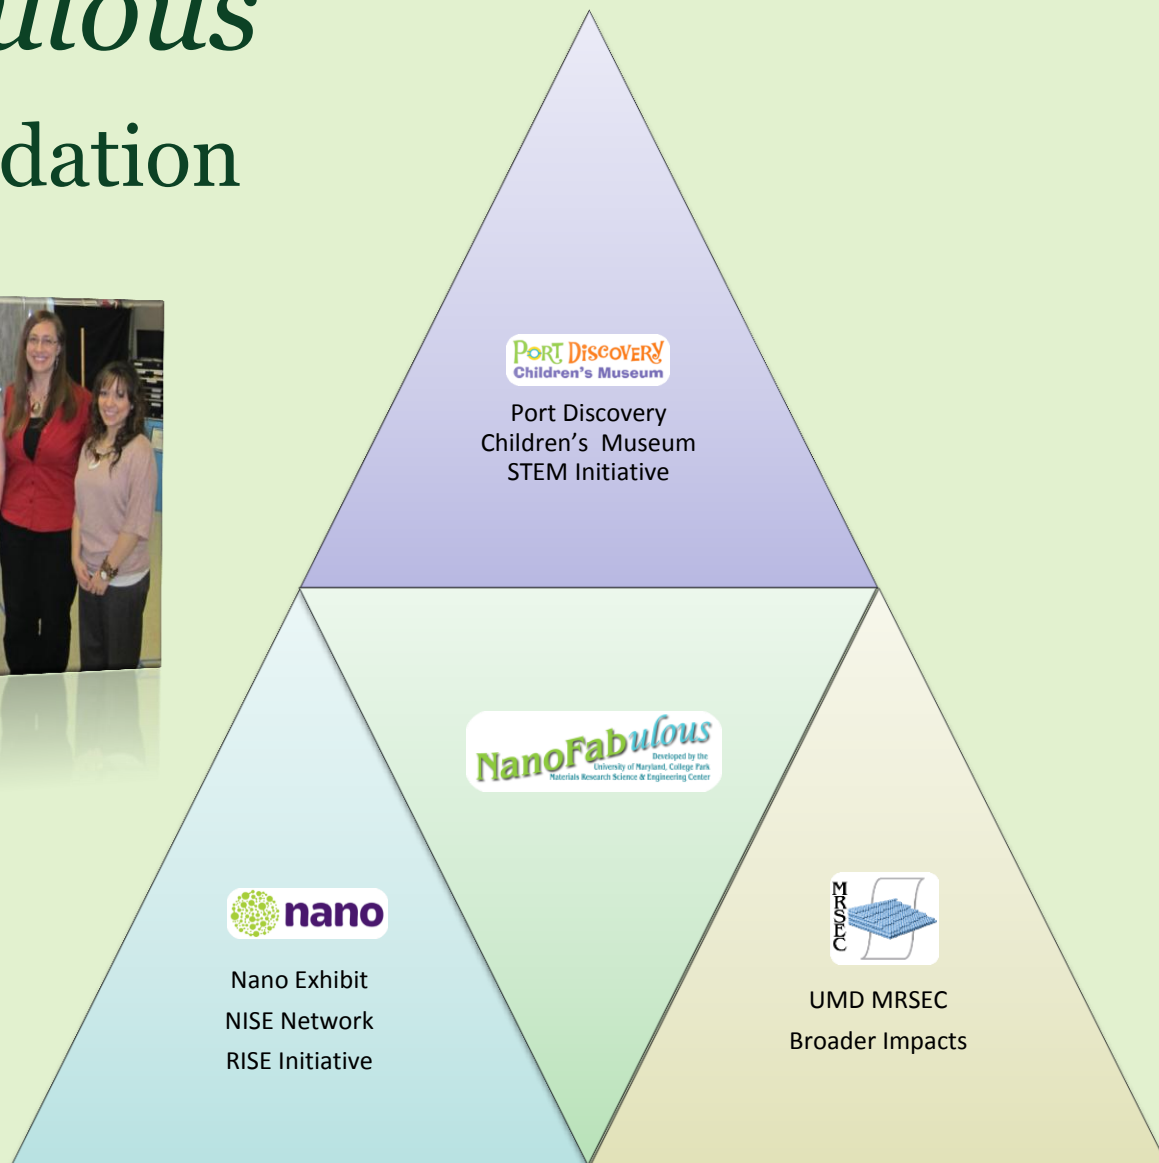 ulous
dation
PORT DISCOVERY
Children's Museum
Port Discovery
Children’s Museum
STEM Initiative
NanoFabulous
Developed by the
University of Maryland, College Park
Materials Research Science & Engineering Center
nano
Nano Exhibit
NISE Network
RISE Initiative
MRSEC
UMD MRSEC
Broader Impacts